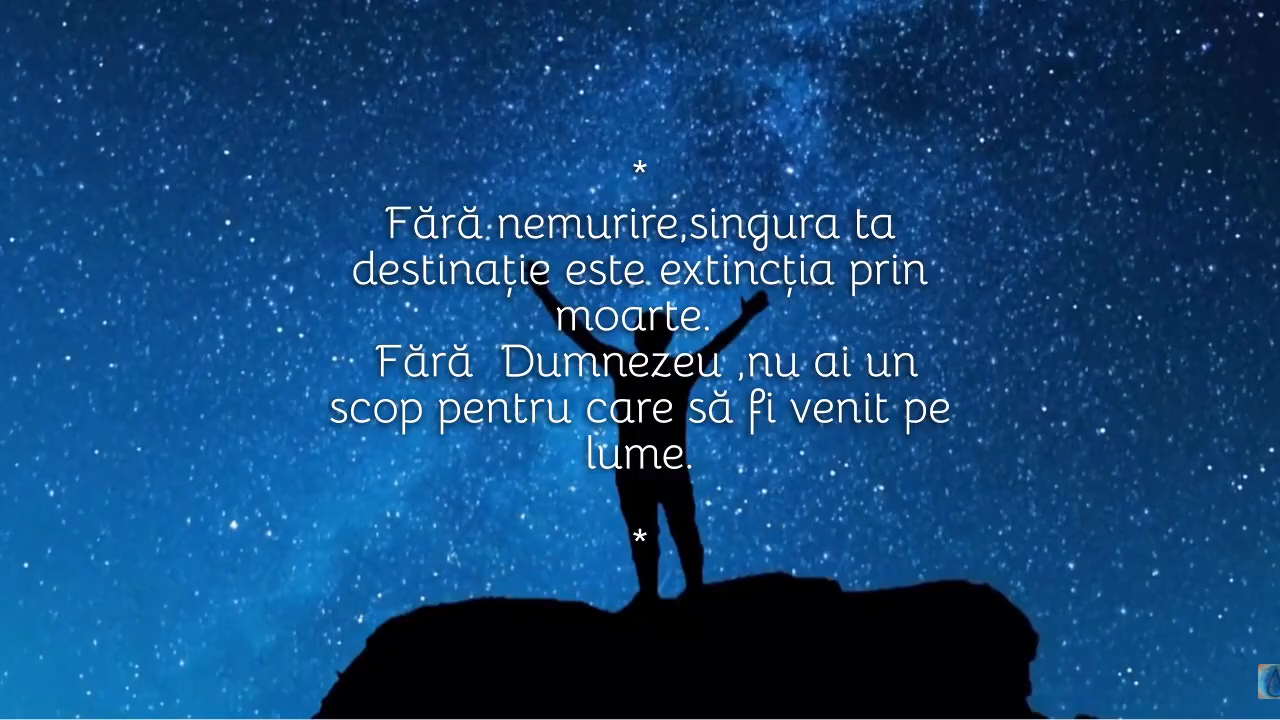 *
Fără nemurire,singura ta
destinație este extincția prin
moarte.
Fără Dumnezeu ,nu ai un
scop pentru care să fi venit pe
lume.
*